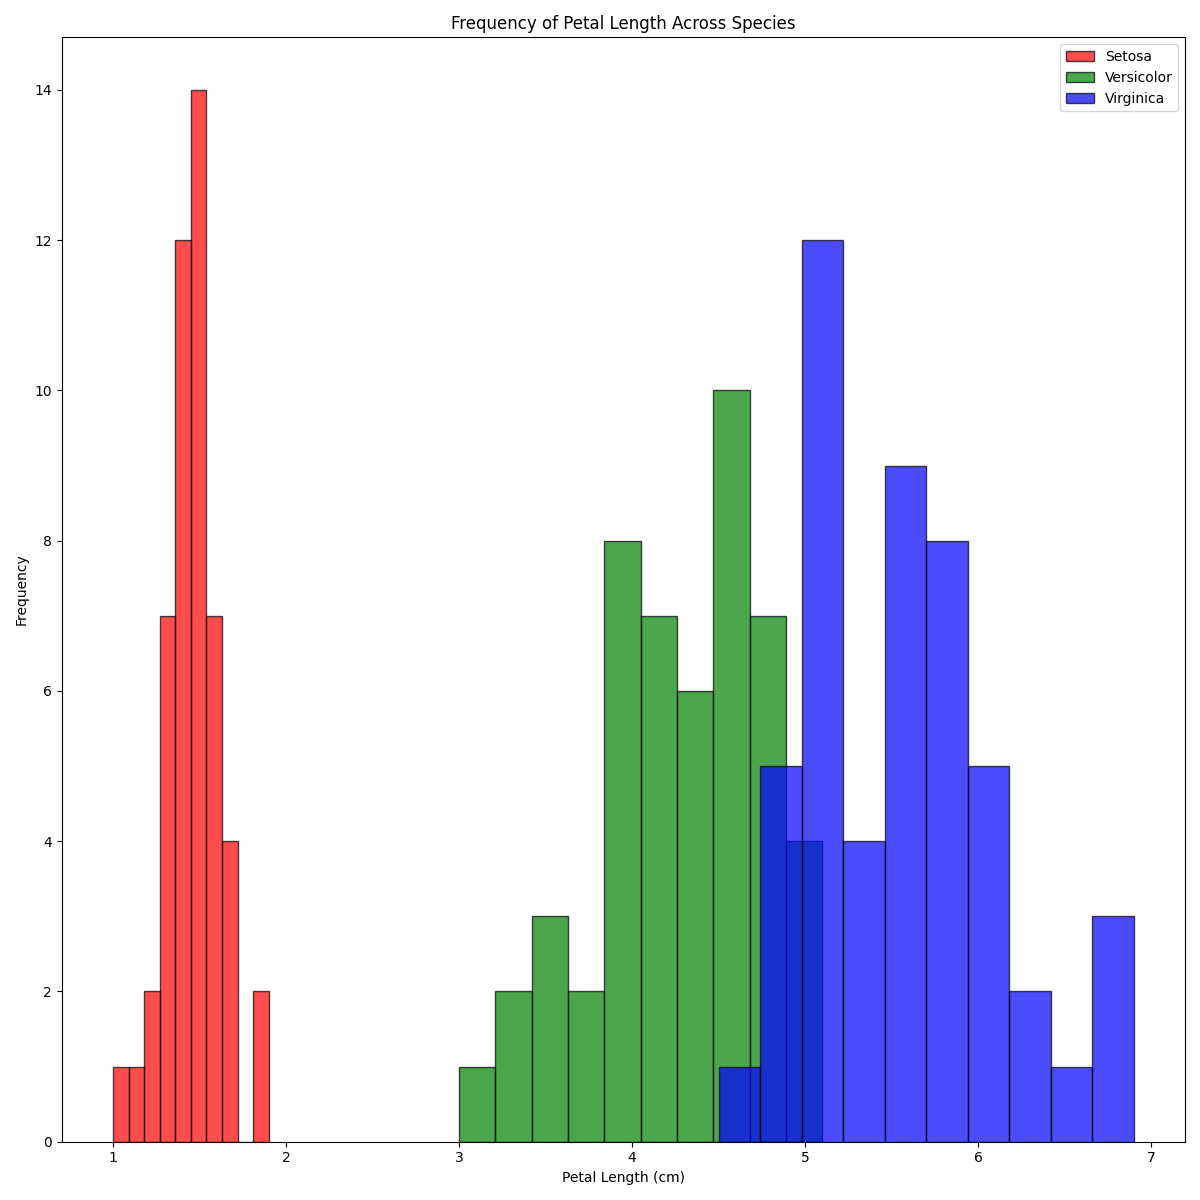 Frequency of Petal Length Across Species
Setosa
Versicolor
Virginica
14
12
10
8
6
4
2
0
Frequency
1 2 3 4 5 6 7
Petal Length (cm)